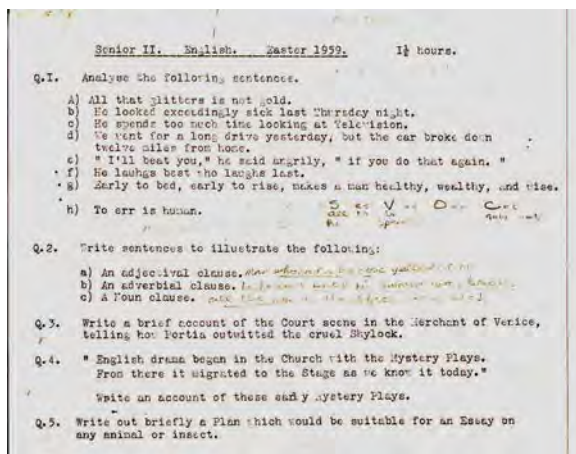 Senior II. English. Easter 1959. 1½ hours.
Q.I. Analyse the following sentences.
A) All that glitters is not gold.
b) He looked exceedingly sick last Thursday night.
c) He spends too much time looking at Television.
d) We went for a long drive yesterday, but the car broke down
twelve miles from home.
e) " I'll beat you," he said angrily, " if you do that again. "
f) He lauhgs best who laughs last.
g) Early to bed, early to rise, makes a man healthy, wealthy, and wise.
h) To err is human. S V O C
Q.2. Write sentences to illustrate the following:
a) An adjectival clause.
b) An adverbial clause.
c) A Noun clause.
Q.3. Write a brief account of the Court scene in the Merchant of Venice,
telling how Portia outwitted the cruel Shylock.
Q.4. " English drama began in the Church with the Mystery Plays.
From there it migrated to the Stage as we know it today."
Write an account of these early Mystery Plays.
Q.5. Write out briefly a Plan which would be suitable for an Essay on
any animal or insect.